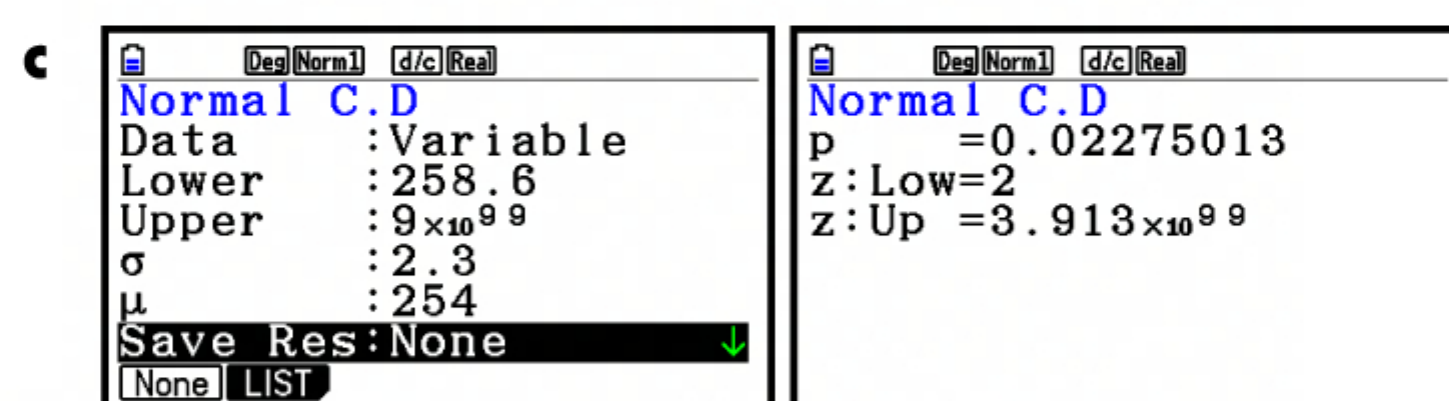 c
Deg Norm1 d/c Real
Normal C.D
Data :Variable
Lower :258.6
Upper :9×10⁹⁹
σ :2.3
μ :254
Save Res:None ↓
None LIST
Deg Norm1 d/c Real
Normal C.D
p =0.02275013
z:Low=2
z:Up =3.913×10⁹⁹